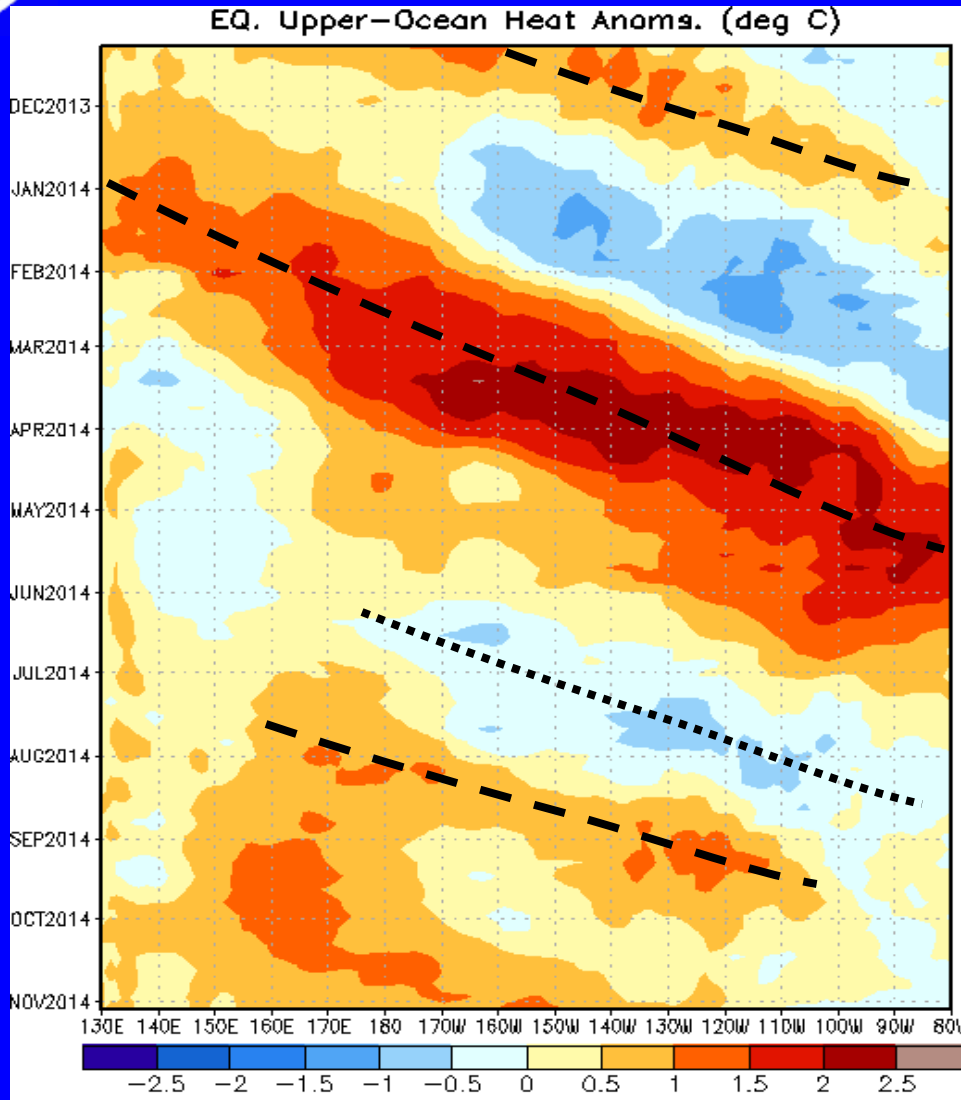 EQ. Upper-Ocean Heat Anoms. (deg C)
DEC2013
JAN2014
FEB2014
MAR2014
APR2014
MAY2014
JUN2014
JUL2014
AUG2014
SEP2014
OCT2014
NOV2014
130E 140E 150E 160E 170E 180 170W 160W 150W 140W 130W 120W 110W 100W 90W 80W
-2.5 -2 -1.5 -1 -0.5 0 0.5 1 1.5 2 2.5